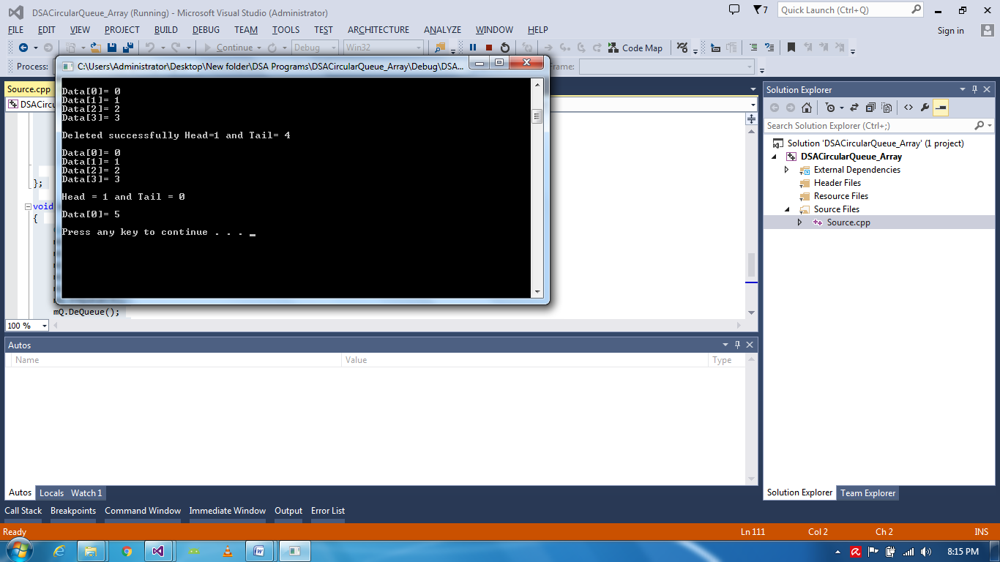 DSACircularQueue_Array (Running) - Microsoft Visual Studio (Administrator)
7
Quick Launch (Ctrl+Q)
FILE EDIT VIEW PROJECT BUILD DEBUG TEAM TOOLS TEST ARCHITECTURE ANALYZE WINDOW HELP
Sign in
Continue Debug Win32 Code Map
Process:
C:\Users\Administrator\Desktop\New folder\DSA Programs\DSACircularQueue_Array\Debug\DSA...
Data[0]= 0
Data[1]= 1
Data[2]= 2
Data[3]= 3
Deleted successfully Head=1 and Tail= 4
Data[0]= 0
Data[1]= 1
Data[2]= 2
Data[3]= 3
Head = 1 and Tail = 0
Data[0]= 5
Press any key to continue . . . _
Source.cpp
};
void
{
mQ.DeQueue();
100 %
Solution Explorer
Search Solution Explorer (Ctrl+;)
Solution 'DSACircularQueue_Array' (1 project)
DSACircularQueue_Array
External Dependencies
Header Files
Resource Files
Source Files
Source.cpp
Autos
Name Value Type
Autos Locals Watch 1
Solution Explorer Team Explorer
Call Stack Breakpoints Command Window Immediate Window Output Error List
Ready Ln 111 Col 2 Ch 2 INS
8:15 PM